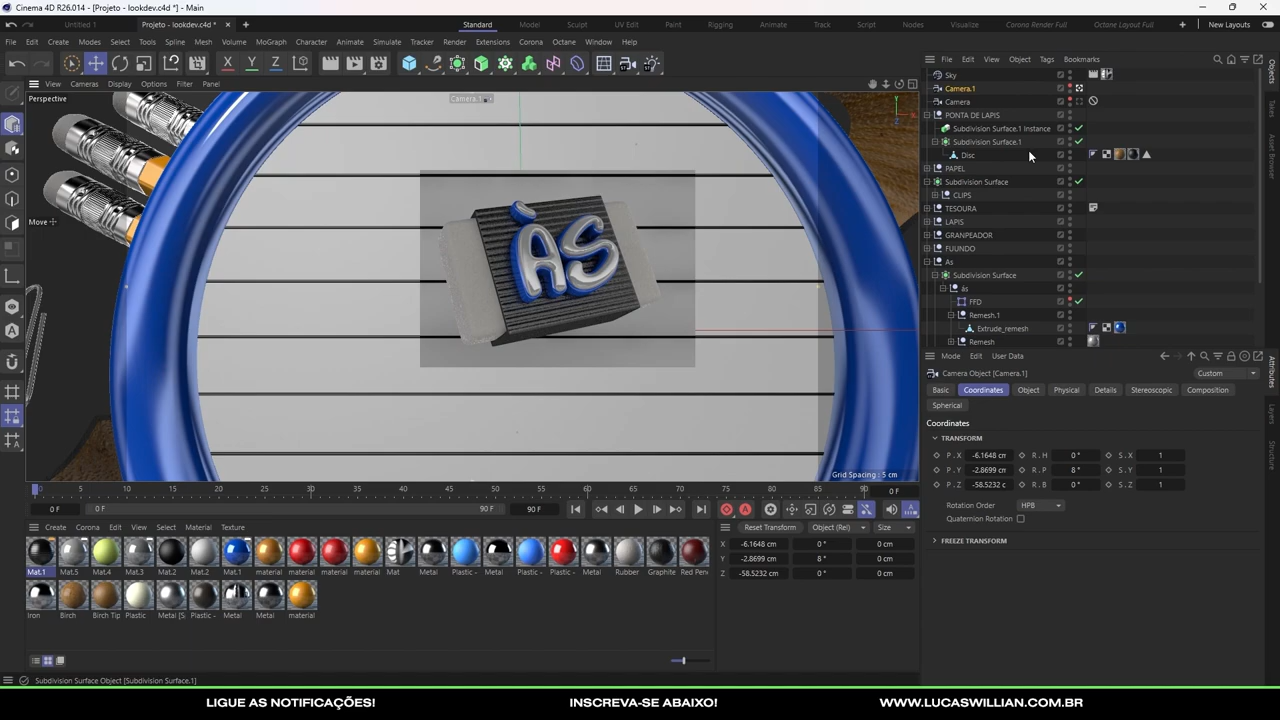 Cinema 4D R26.014 - [Projeto - lookdev.c4d *] - Main
Untitled 1
Projeto - lookdev.c4d *
Standard
Model
Sculpt
UV Edit
Paint
Rigging
Animate
Track
Script
Nodes
Visualize
Corona Render Full
Octane Layout Full
New Layouts
File Edit Create Modes Select Tools Spline Mesh Volume MoGraph Character Animate Simulate Tracker Render Extensions Corona Octane Window Help
X Y Z
File Edit View Object Tags Bookmarks
View Cameras Display Options Filter Panel
Perspective
Camera.1
Move
ÀS
Grid Spacing : 5 cm
Sky
Camera.1
Camera
PONTA DE LAPIS
Subdivision Surface.1 Instance
Subdivision Surface.1
Disc
PAPEL
Subdivision Surface
CLIPS
TESOURA
LAPIS
GRANPEADOR
FUUNDO
As
Subdivision Surface
ás
FFD
Remesh.1
Extrude_remesh
Remesh
Objects
Takes
Asset Browser
Attributes
Layers
Structure
Mode Edit User Data
Camera Object [Camera.1]
Custom
Basic Coordinates Object Physical Details Stereoscopic Composition
Spherical
Coordinates
TRANSFORM
P . X -6.1648 cm R . H 0 ° S . X 1
P . Y -2.8699 cm R . P 8 ° S . Y 1
P . Z -58.5232 c R . B 0 ° S . Z 1
Rotation Order HPB
Quaternion Rotation
FREEZE TRANSFORM
0 5 10 15 20 25 30 35 40 45 50 55 60 65 70 75 80 85 90
0 F
0 F
0 F
90 F
90 F
Create Corona Edit View Select Material Texture
Reset Transform
Object (Rel)
Size
X -6.1648 cm 0 ° 0 cm
Y -2.8699 cm 8 ° 0 cm
Z -58.5232 cm 0 ° 0 cm
Mat.1 Mat.5 Mat.4 Mat.3 Mat.2 Mat.2 Mat.1 material material material material Mat Metal Plastic - Metal Plastic - Plastic - Metal Rubber Graphite Red Pen
Iron Birch Birch Tip Plastic Metal [S Plastic - Metal Metal material
Subdivision Surface Object [Subdivision Surface.1]
LIGUE AS NOTIFICAÇÕES!
INSCREVA-SE ABAIXO!
WWW.LUCASWILLIAN.COM.BR